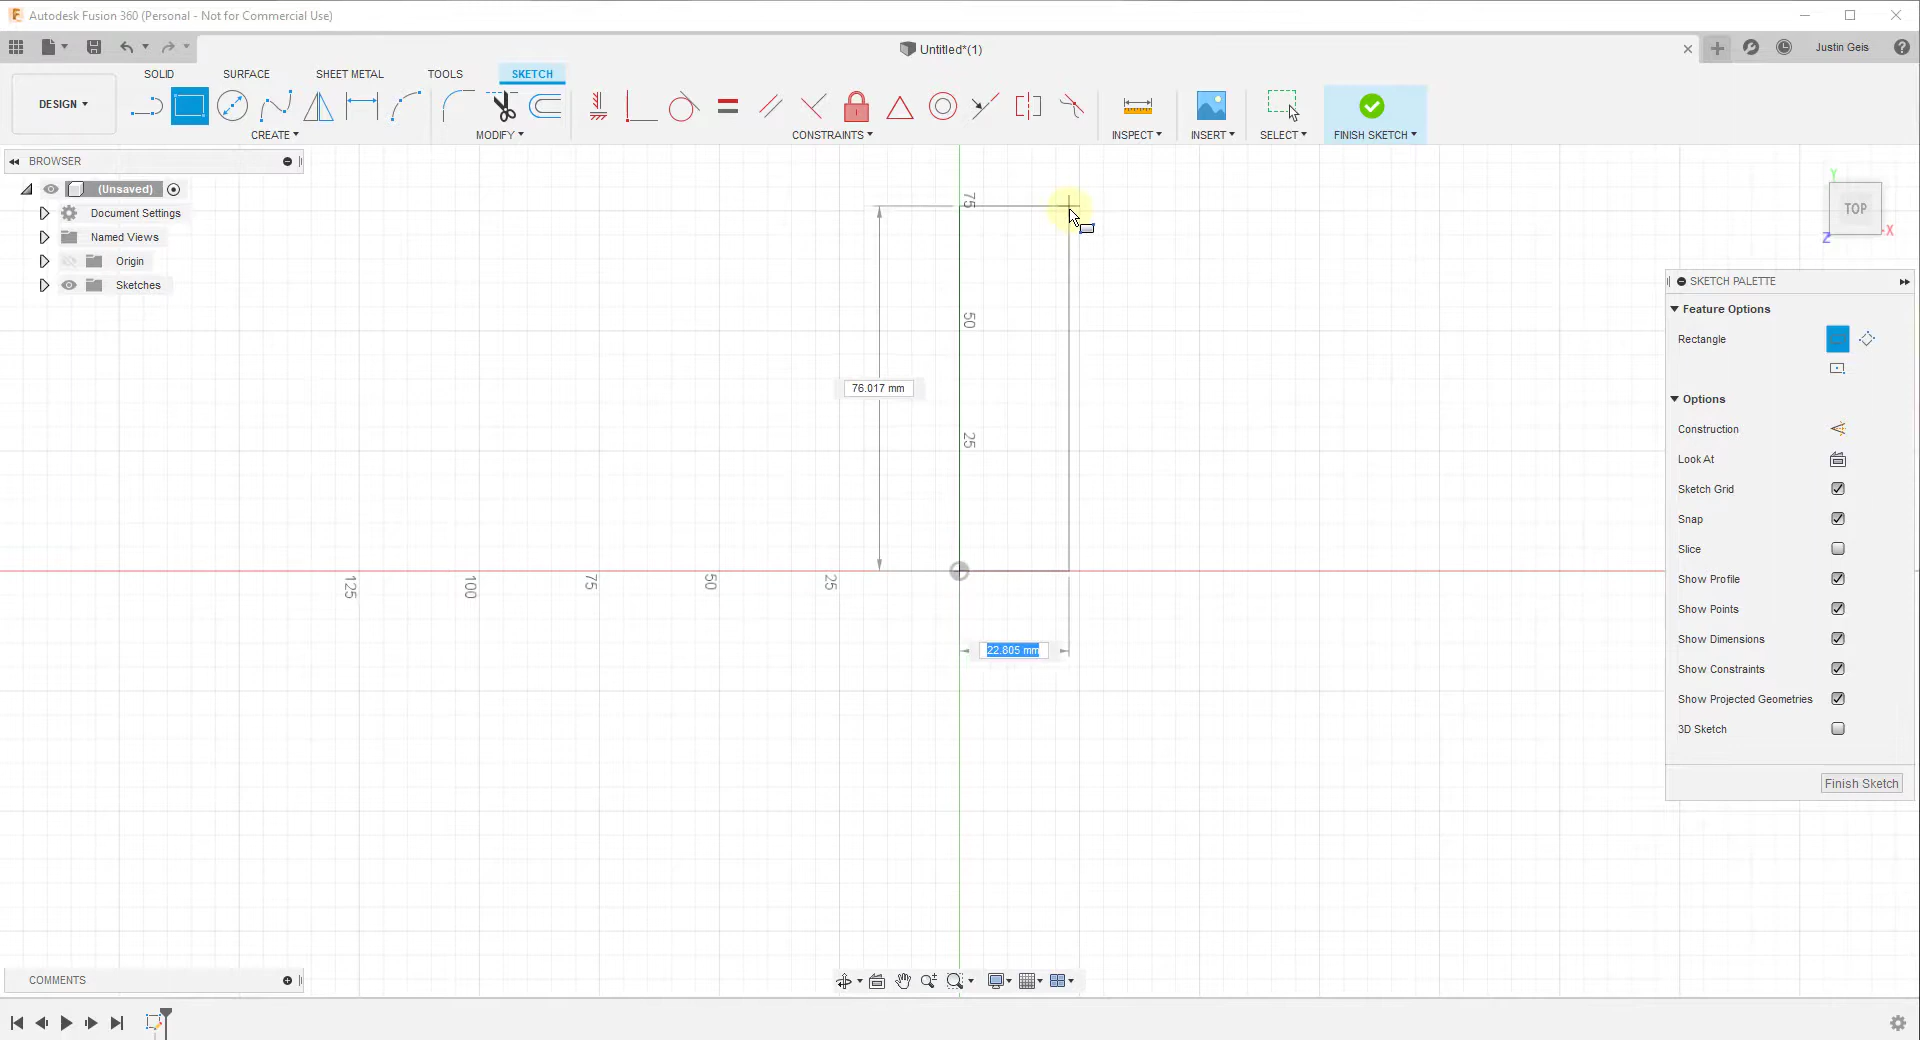 Autodesk Fusion 360 (Personal - Not for Commercial Use)
Untitled*(1)
Justin Geis
DESIGN
SOLID SURFACE SHEET METAL TOOLS SKETCH
CREATE MODIFY CONSTRAINTS INSPECT INSERT SELECT FINISH SKETCH
BROWSER
(Unsaved)
Document Settings
Named Views
Origin
Sketches
75
50
25
76.017 mm
125 100 75 50 25
22.805 mm
Y
TOP
X
Z
SKETCH PALETTE
Feature Options
Rectangle
Options
Construction
Look At
Sketch Grid
Snap
Slice
Show Profile
Show Points
Show Dimensions
Show Constraints
Show Projected Geometries
3D Sketch
Finish Sketch
COMMENTS